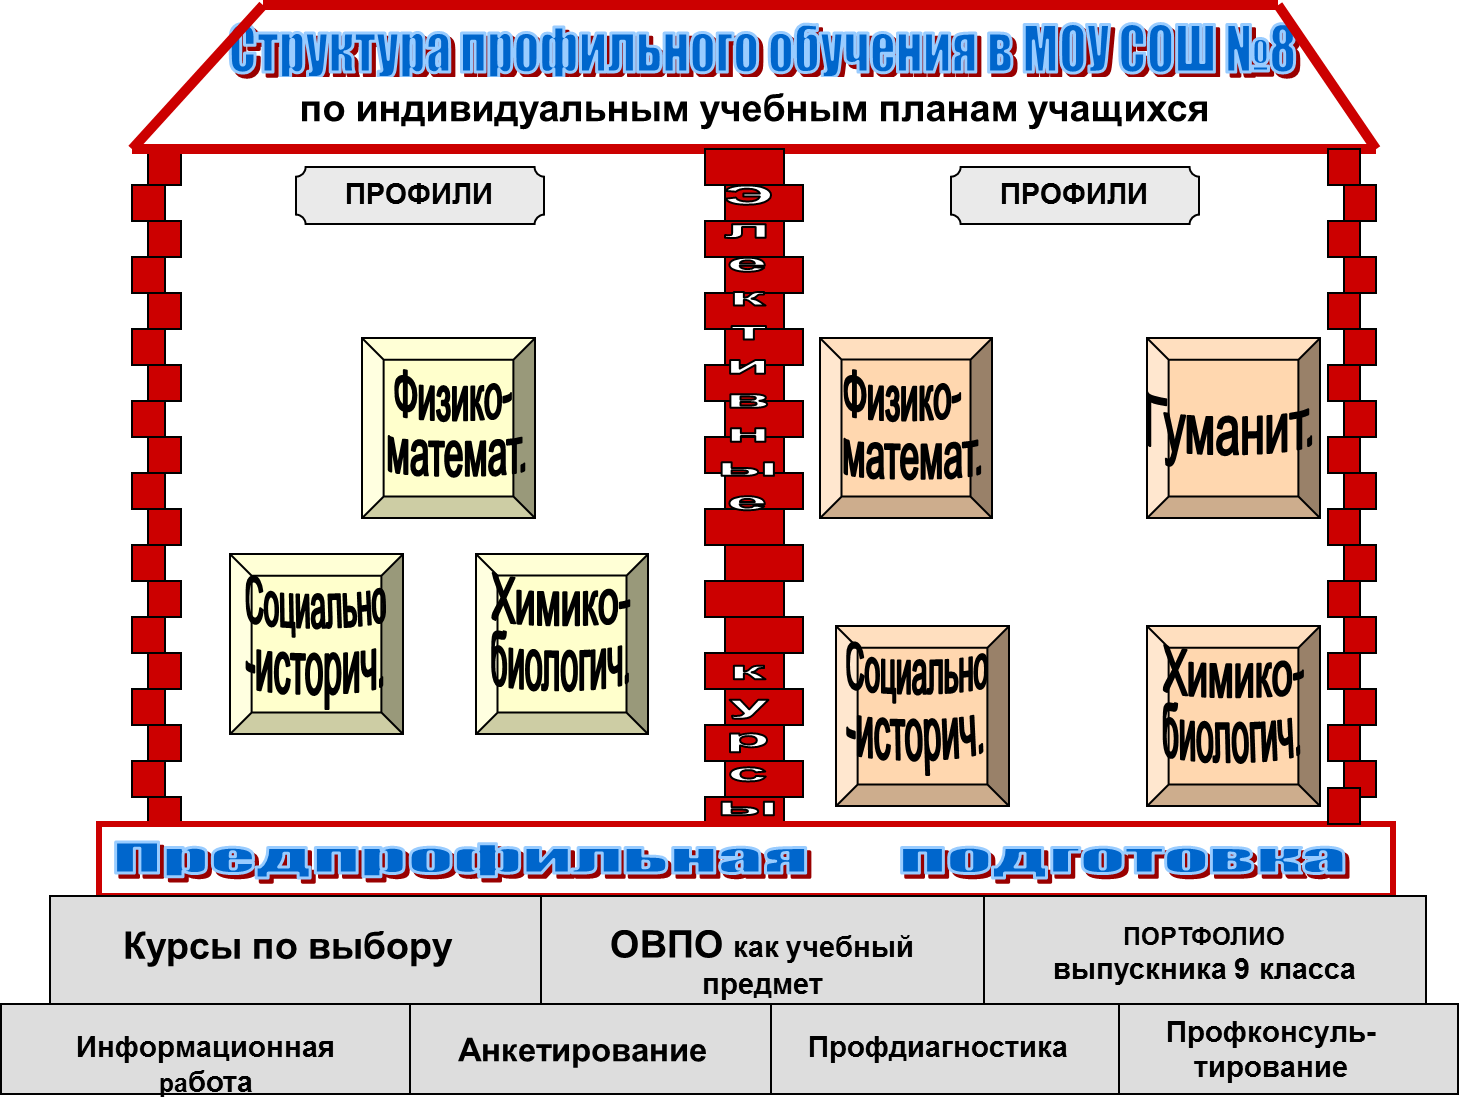 Структура профильного обучения в МОУ СОШ №8
по индивидуальным учебным планам учащихся
ПРОФИЛИ
ПРОФИЛИ
Элективные курсы
Физико-
математ.
Социально
-историч.
Химико-
биологич.
Физико-
математ.
Гуманит.
Социально
-историч.
Химико-
биологич.
Предпрофильная подготовка
Курсы по выбору
ОВПО как учебный
предмет
ПОРТФОЛИО
выпускника 9 класса
Информационная
работа
Анкетирование
Профдиагностика
Профконсуль-
тирование